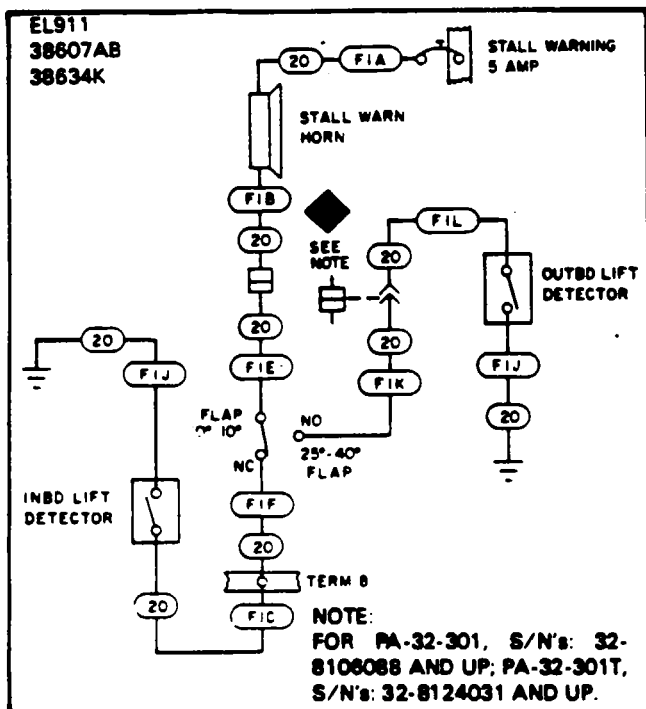 EL911
38607AB
38634K
20
F1A
STALL WARNING
5 AMP
STALL WARN
HORN
F1B
20
SEE
NOTE
F1L
20
OUTBD LIFT
DETECTOR
20
F1J
20
F1E
20
F1K
F1J
20
FLAP
10°
NO
NC
25°-40°
FLAP
INBD LIFT
DETECTOR
F1F
20
TERM 8
20
F1C
NOTE:
FOR PA-32-301, S/N's: 32-
8106088 AND UP; PA-32-301T,
S/N's: 32-8124031 AND UP.